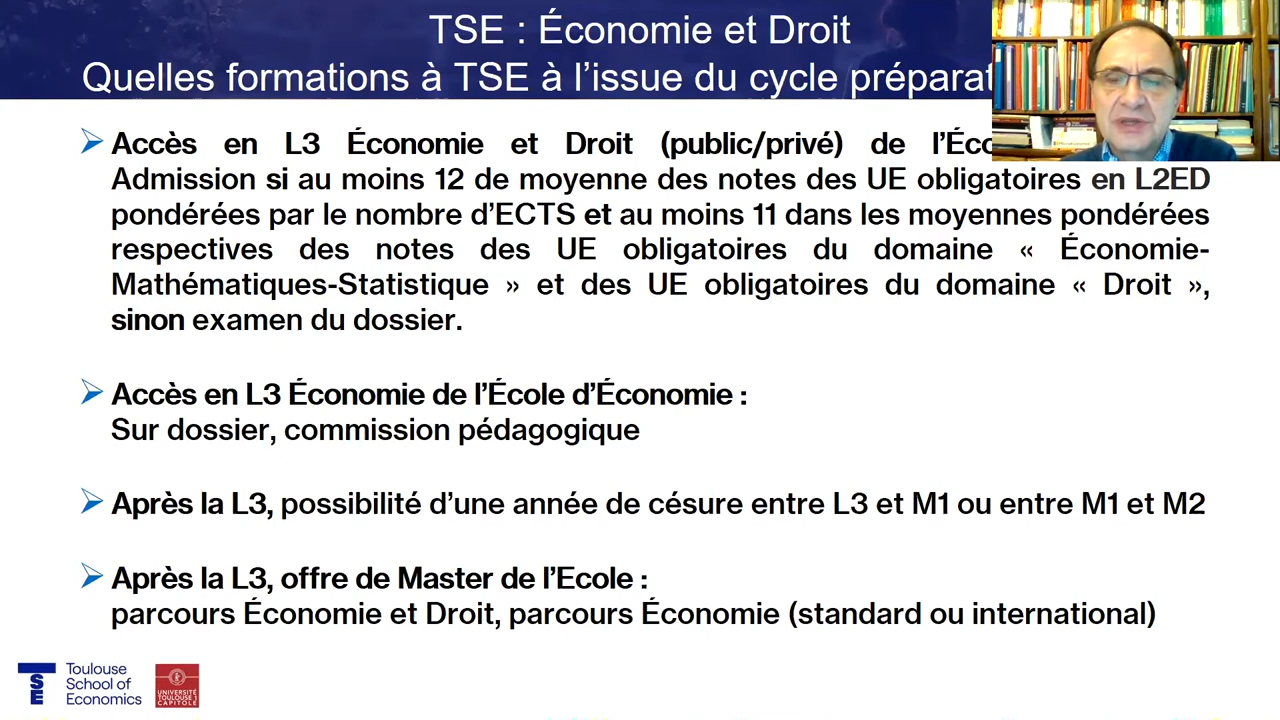 TSE : Économie et Droit
Quelles formations à TSE à l'issue du cycle
Accès en L3 Économie et Droit (public/privé) de
Admission si au moins 12 de moyenne des notes des UE obligatoires en L2ED
pondérées par le nombre d'ECTS et au moins 11 dans les moyennes pondérées
respectives des notes des UE obligatoires du domaine « Économie-
Mathématiques-Statistique » et des UE obligatoires du domaine « Droit »,
sinon examen du dossier.
Accès en L3 Économie de l'École d'Économie :
Sur dossier, commission pédagogique
Après la L3, possibilité d'une année de césure entre L3 et M1 ou entre M1 et M2
Après la L3, offre de Master de l'Ecole :
parcours Économie et Droit, parcours Économie (standard ou international)
TSE
Toulouse
School of
Economics
UNIVERSITÉ
TOULOUSE 1
CAPITOLE